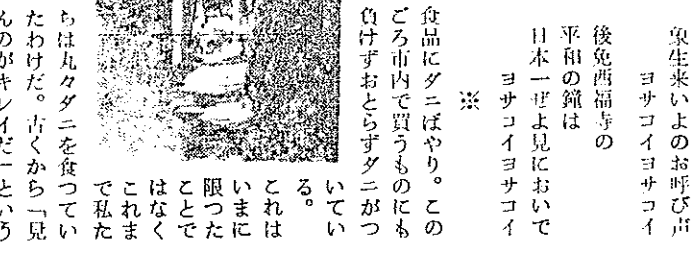 象生来いよのお呼び声
ヨサコイヨサコイ
後免西福寺の
平和の鐘は
日本一ぜよ見においで
ヨサコイヨサコイ
※
食品にダニばやり。この
ごろ市内で買うものにも
負けずおとらずダニがつ
いてい
る。
これは
いまに
限つた
ことで
はなく
これま
で私た
ちは丸々ダニを食つてい
たわけだ。古くから「見
んのがキレイだ」という